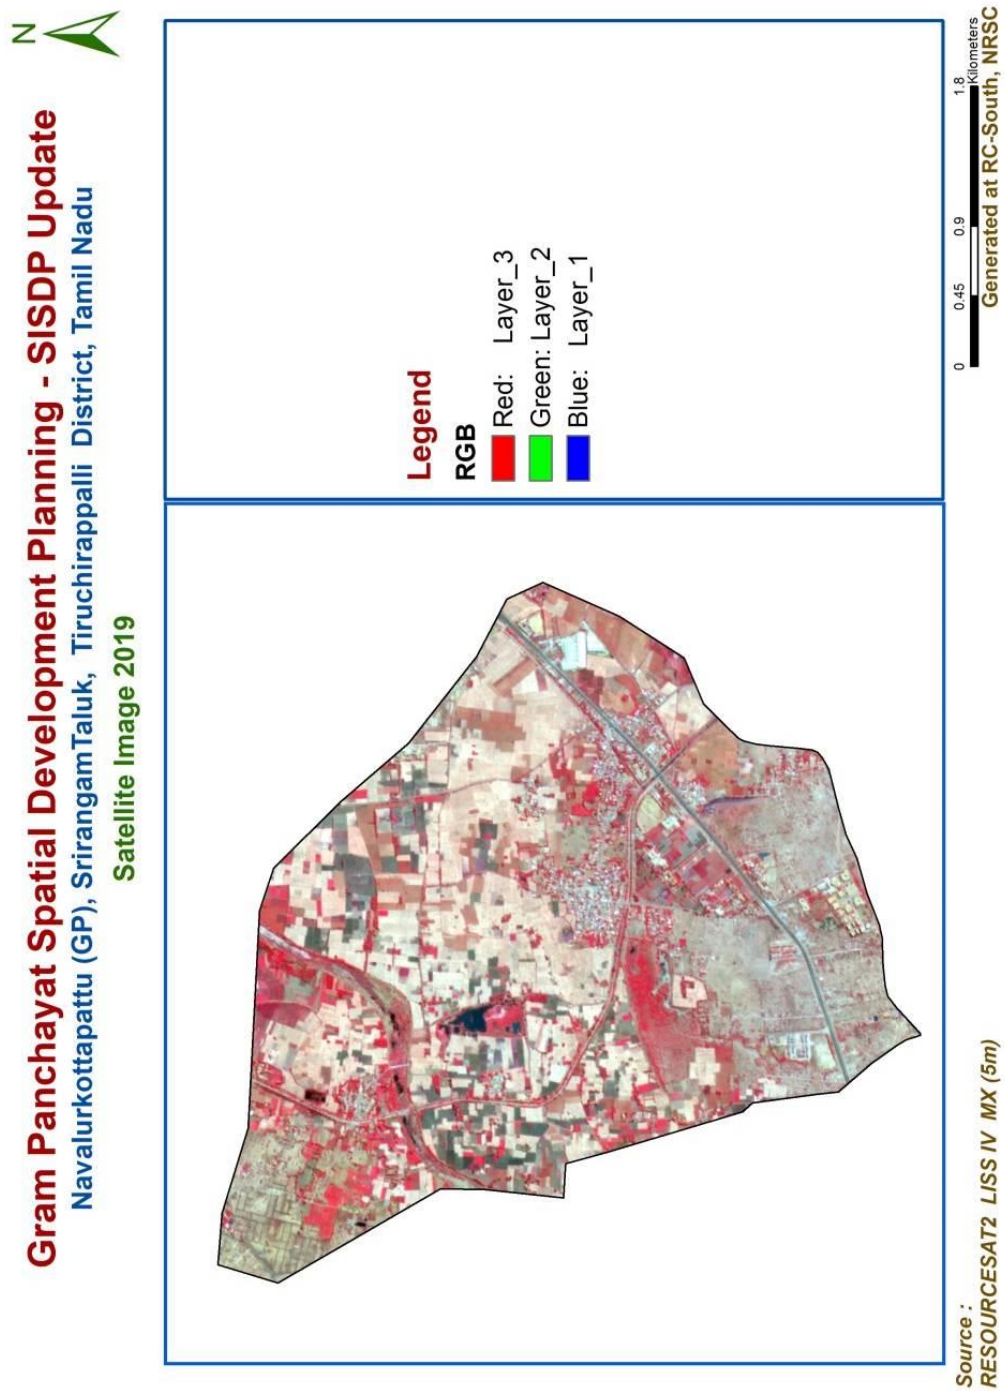 Gram Panchayat Spatial Development Planning - SISDP Update
Navalurkottapattu (GP), SrirangamTaluk, Tiruchirappalli District, Tamil Nadu
Satellite Image 2019
N
Legend
RGB
Red: Layer_3
Green: Layer_2
Blue: Layer_1
0 0.45 0.9 1.8
Kilometers
Source :
RESOURCESAT2 LISS IV MX (5m)
Generated at RC-South, NRSC